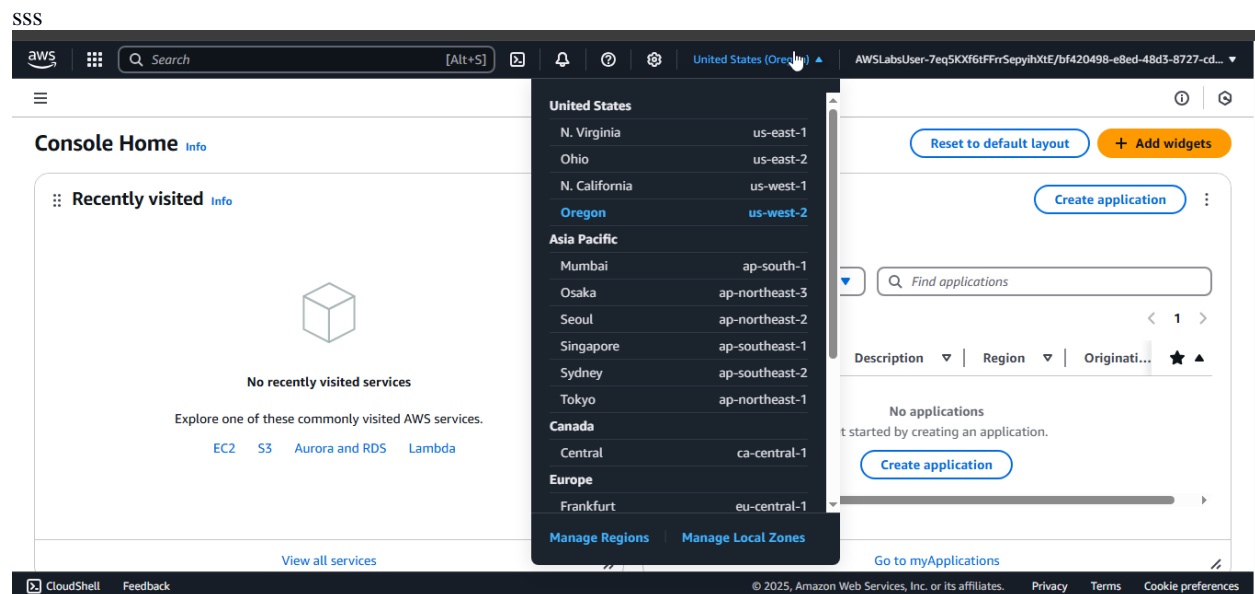 sss
aws
Search [Alt+S]
United States (Oregon) AWSLabsUser-7eq5KXf6tFFrrSepyihXtE/bf420498-e8ed-48d3-8727-cd...
Console Home Info
Reset to default layout
+ Add widgets
Recently visited Info
No recently visited services
Explore one of these commonly visited AWS services.
EC2 S3 Aurora and RDS Lambda
View all services
United States
N. Virginia us-east-1
Ohio us-east-2
N. California us-west-1
Oregon us-west-2
Asia Pacific
Mumbai ap-south-1
Osaka ap-northeast-3
Seoul ap-northeast-2
Singapore ap-southeast-1
Sydney ap-southeast-2
Tokyo ap-northeast-1
Canada
Central ca-central-1
Europe
Frankfurt eu-central-1
Manage Regions Manage Local Zones
Create application
Find applications
1
Description Region Originati...
No applications
t started by creating an application.
Create application
Go to myApplications
CloudShell Feedback
© 2025, Amazon Web Services, Inc. or its affiliates. Privacy Terms Cookie preferences